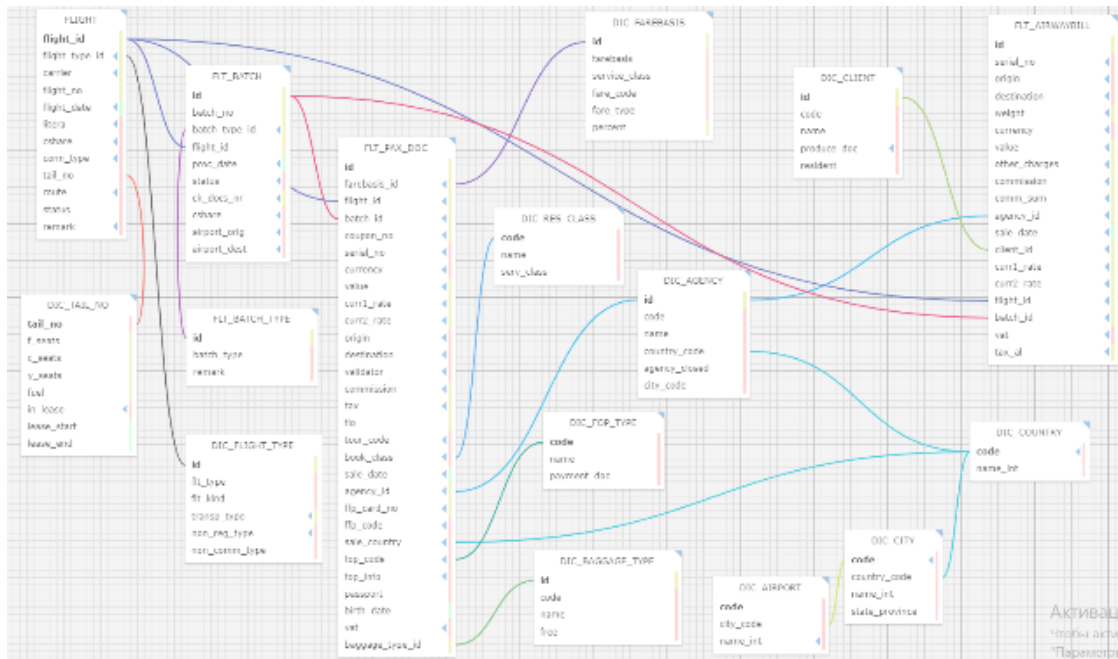 FLIGHT
flight_id
flight_type_id
carrier
flight_no
flight_date
litera
cshare
conn_type
tail_no
route
status
remark
DIC_TAIL_NO
tail_no
f_seats
c_seats
y_seats
fuel
in_lease
lease_start
lease_end
FLT_BATCH
id
batch_no
batch_type_id
flight_id
proc_date
status
ck_docs_nr
cshare
airport_orig
airport_dest
FLT_BATCH_TYPE
id
batch_type
remark
DIC_FLIGHT_TYPE
id
flt_type
flt_kind
transp_type
non_reg_type
non_comm_type
FLT_PAX_DOC
id
farebasis_id
flight_id
batch_id
coupon_no
serial_no
currency
value
curr1_rate
curr2_rate
origin
destination
validator
commission
tax
tour_code
book_class
sale_date
agency_id
ffp_card_no
ffp_code
sale_country
fop_code
fop_info
passport
birth_date
vat
baggage_type_id
DIC_FAREBASIS
id
farebasis
service_class
fare_code
fare_type
percent
DIC_RES_CLASS
code
name
serv_class
DIC_AGENCY
id
code
name
country_code
agency_closed
city_code
DIC_FOP_TYPE
code
name
payment_doc
DIC_BAGGAGE_TYPE
id
code
name
free
DIC_CLIENT
id
code
name
produce_doc
resident
FLT_AIRWAYBILL
id
serial_no
origin
destination
weight
currency
value
other_charges
commission
comm_sum
agency_id
sale_date
client_id
curr1_rate
curr2_rate
flight_id
batch_id
vat
tax_al
DIC_COUNTRY
code
name_int
DIC_CITY
code
country_code
name_int
state_province
DIC_AIRPORT
code
city_code
name_int
Активац
Чтобы акти
"Параметр